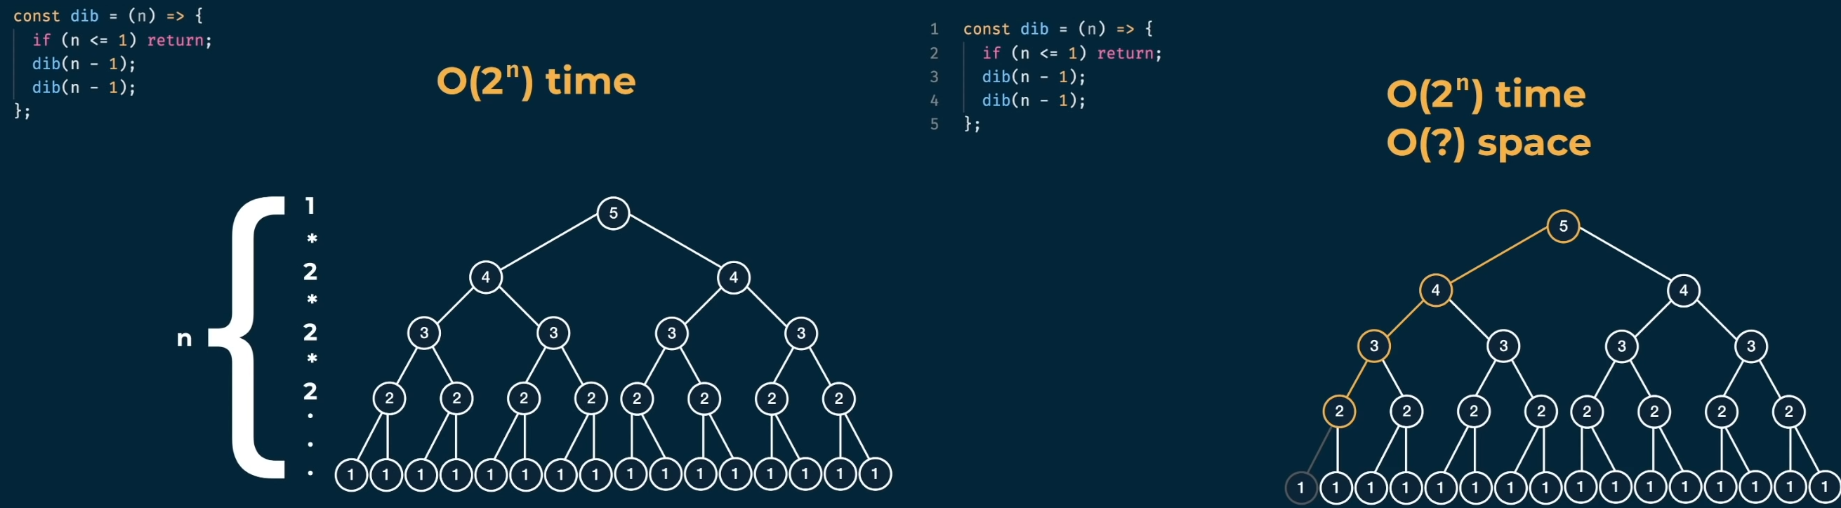 const dib = (n) => {
if (n <= 1) return;
dib(n - 1);
dib(n - 1);
};
O(2ⁿ) time
n
1
*
2
*
2
*
2
.
.
.
5
4 4
3 3 3 3
2 2 2 2 2 2 2 2
1 1 1 1 1 1 1 1 1 1 1 1 1 1 1 1
1 const dib = (n) => {
2 if (n <= 1) return;
3 dib(n - 1);
4 dib(n - 1);
5 };
O(2ⁿ) time
O(?) space
5
4 4
3 3 3 3
2 2 2 2 2 2 2 2
1 1 1 1 1 1 1 1 1 1 1 1 1 1 1 1